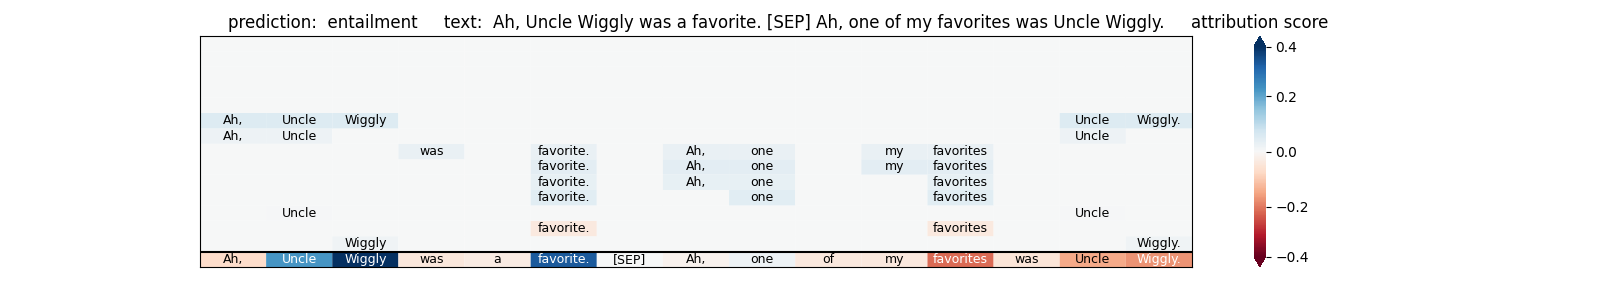 prediction:  entailment     text:  Ah, Uncle Wiggly was a favorite. [SEP] Ah, one of my favorites was Uncle Wiggly.     attribution score
0.4
0.2
0.0
−0.2
−0.4
Ah, Uncle Wiggly Uncle Wiggly.
Ah, Uncle Uncle
was favorite. Ah, one my favorites
favorite. Ah, one my favorites
favorite. Ah, one favorites
favorite. one favorites
Uncle Uncle
favorite. favorites
Wiggly Wiggly.
Ah, Uncle Wiggly was a favorite. [SEP] Ah, one of my favorites was Uncle Wiggly.